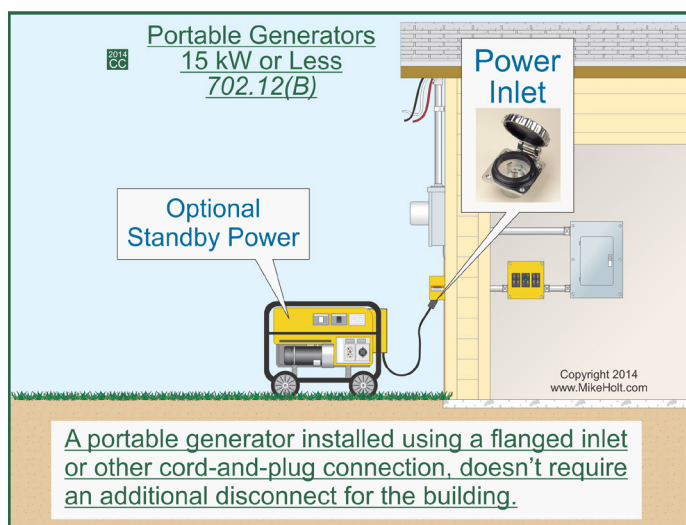 Portable Generators
15 kW or Less
702.12(B)
2014
CC
Power
Inlet
Optional
Standby Power
Copyright 2014
www.MikeHolt.com
A portable generator installed using a flanged inlet
or other cord-and-plug connection, doesn't require
an additional disconnect for the building.